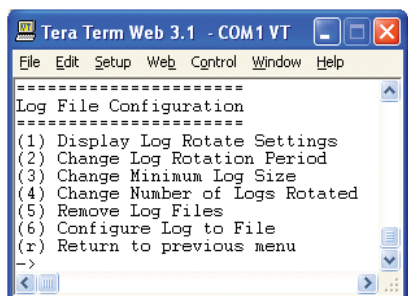 Tera Term Web 3.1 - COM1 VT
File Edit Setup Web Control Window Help
======================
Log File Configuration
======================
(1) Display Log Rotate Settings
(2) Change Log Rotation Period
(3) Change Minimum Log Size
(4) Change Number of Logs Rotated
(5) Remove Log Files
(6) Configure Log to File
(r) Return to previous menu
->